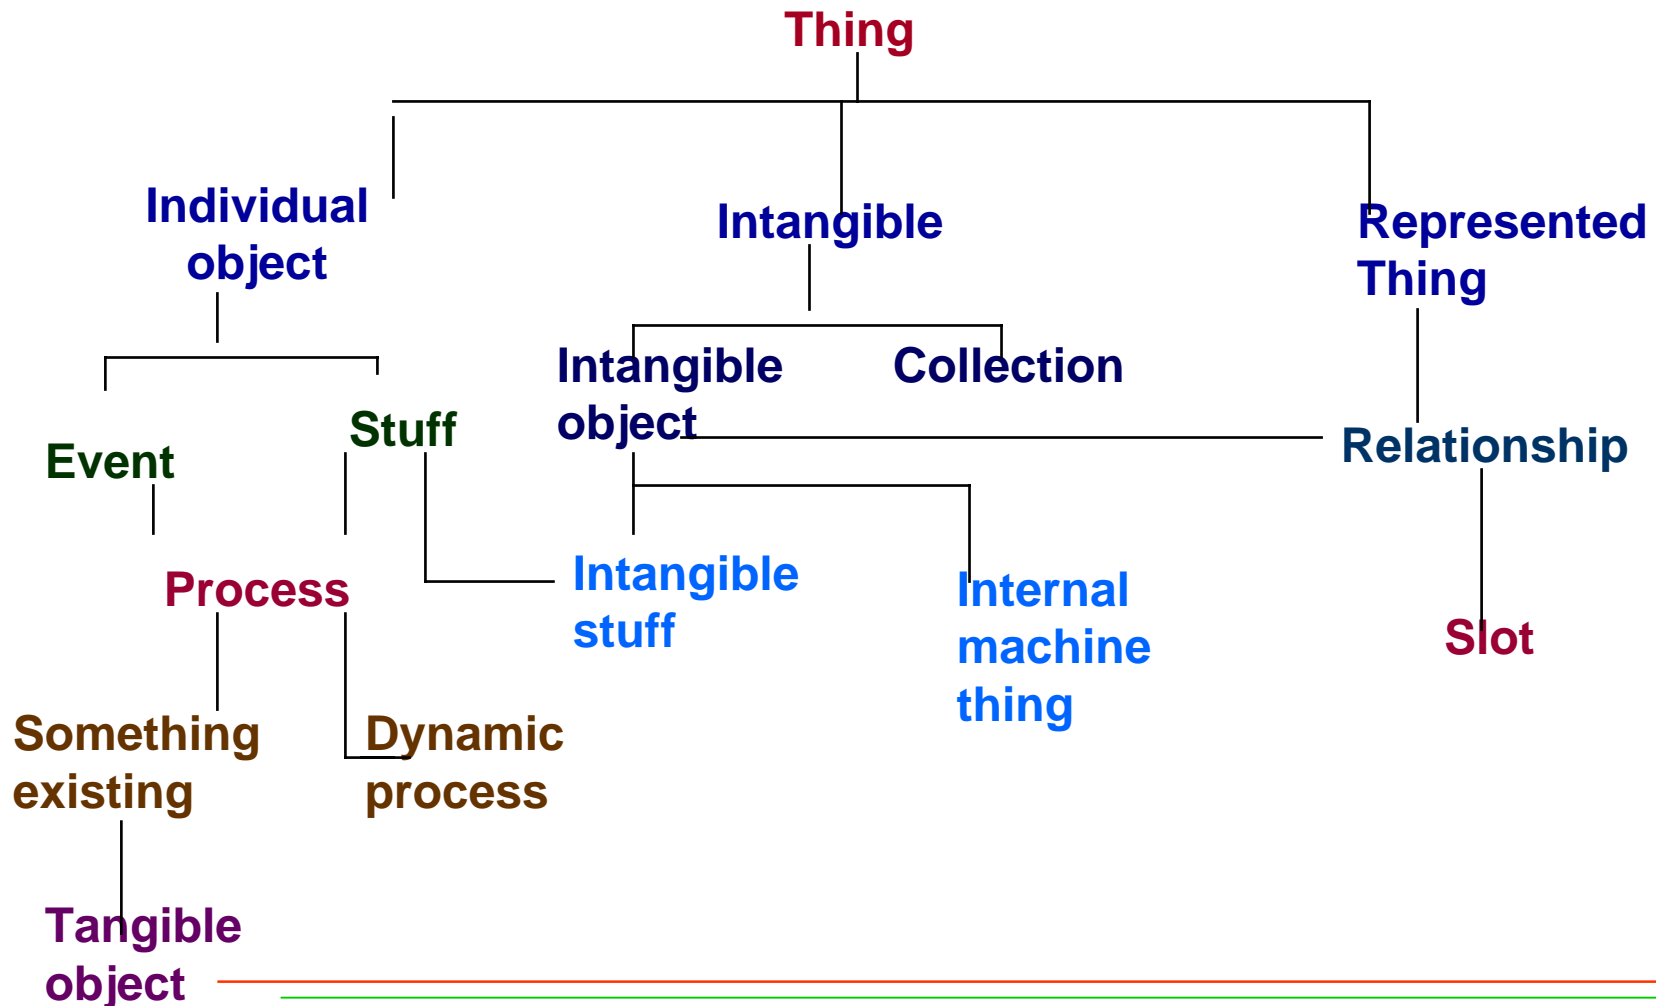 Thing
Individual
object
Intangible
Represented
Thing
Intangible
object
Collection
Event
Stuff
Relationship
Process
Intangible
stuff
Internal
machine
thing
Slot
Something
existing
Dynamic
process
Tangible
object